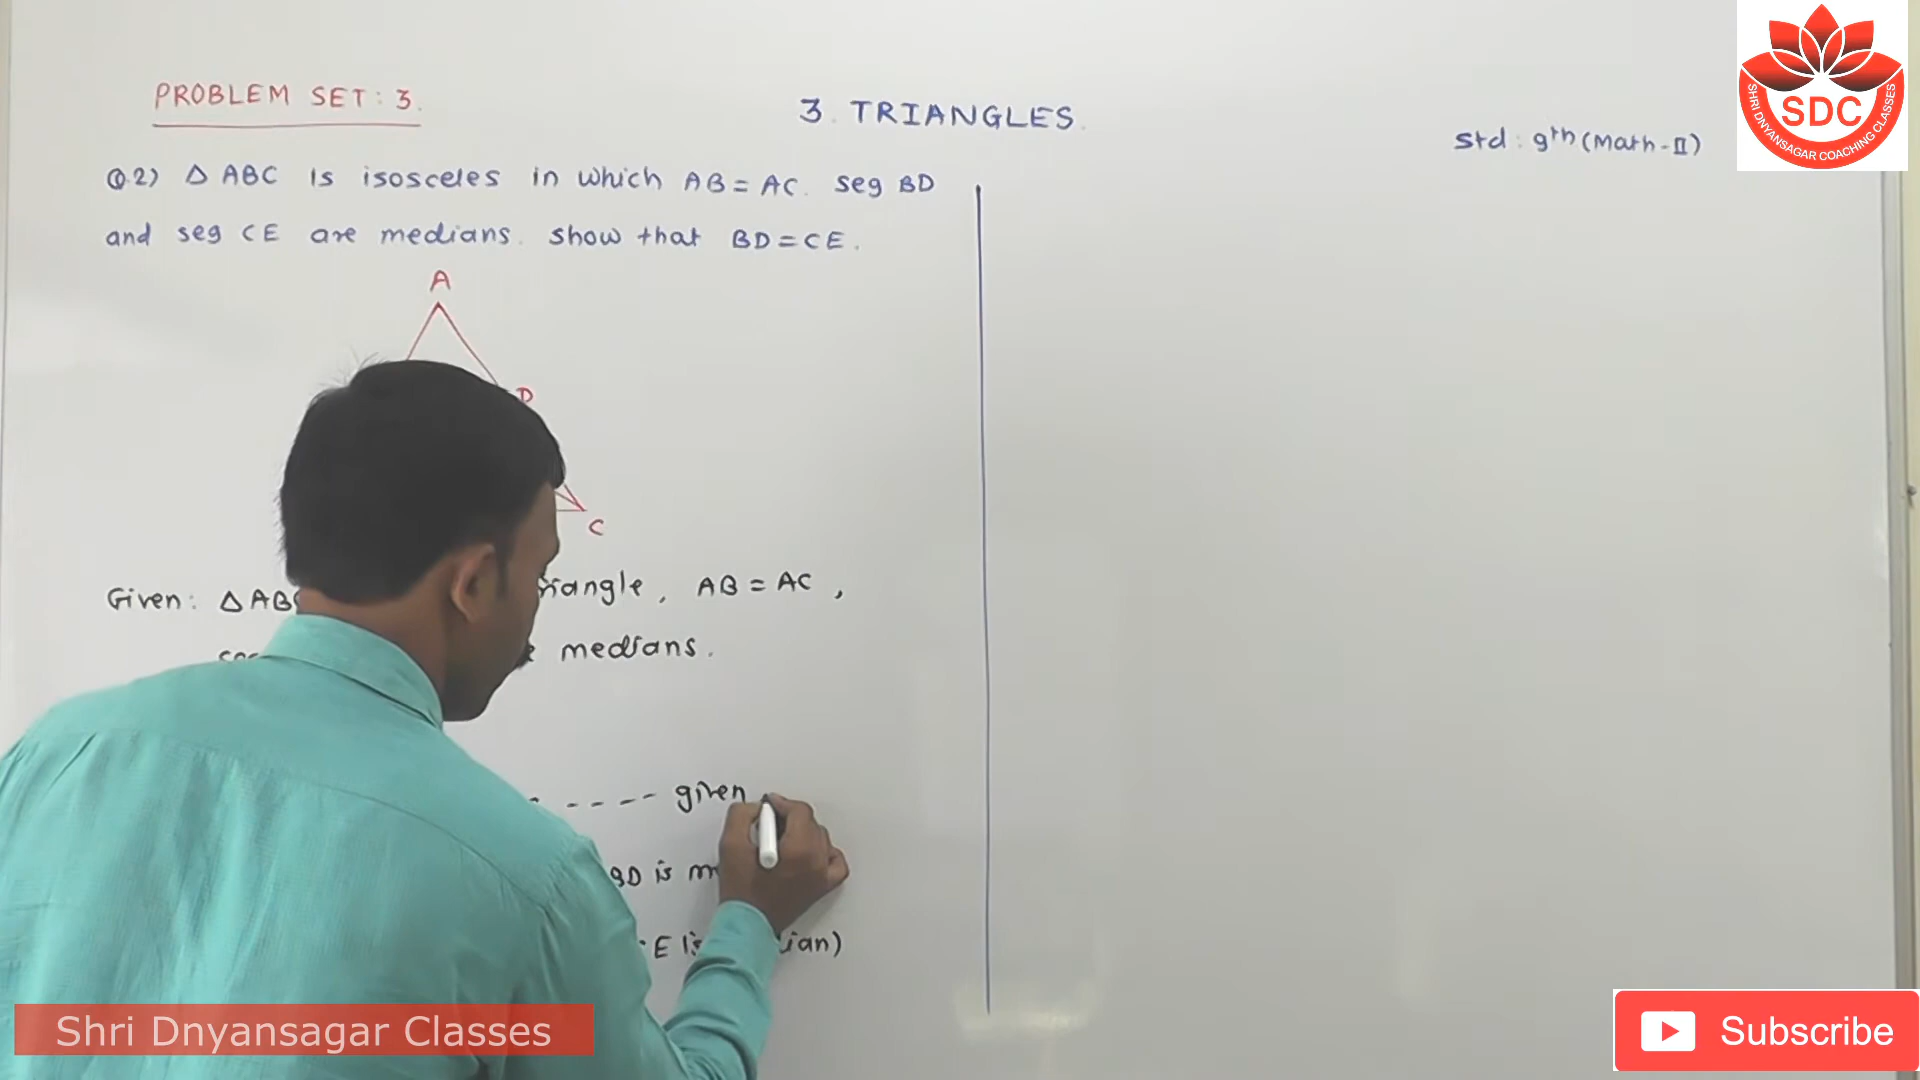 PROBLEM SET: 3.
3. TRIANGLES.
Std: 9th (Math-II)
SDC
SHRI DNYANSAGAR COACHING CLASSES
Q.2) △ ABC is isosceles in which AB = AC. seg BD
and seg CE are medians. show that BD = CE.
A
D
C
Given: △ ABC , AB = AC ,
medians.
---- given
BD is
E is
Shri Dnyansagar Classes
Subscribe